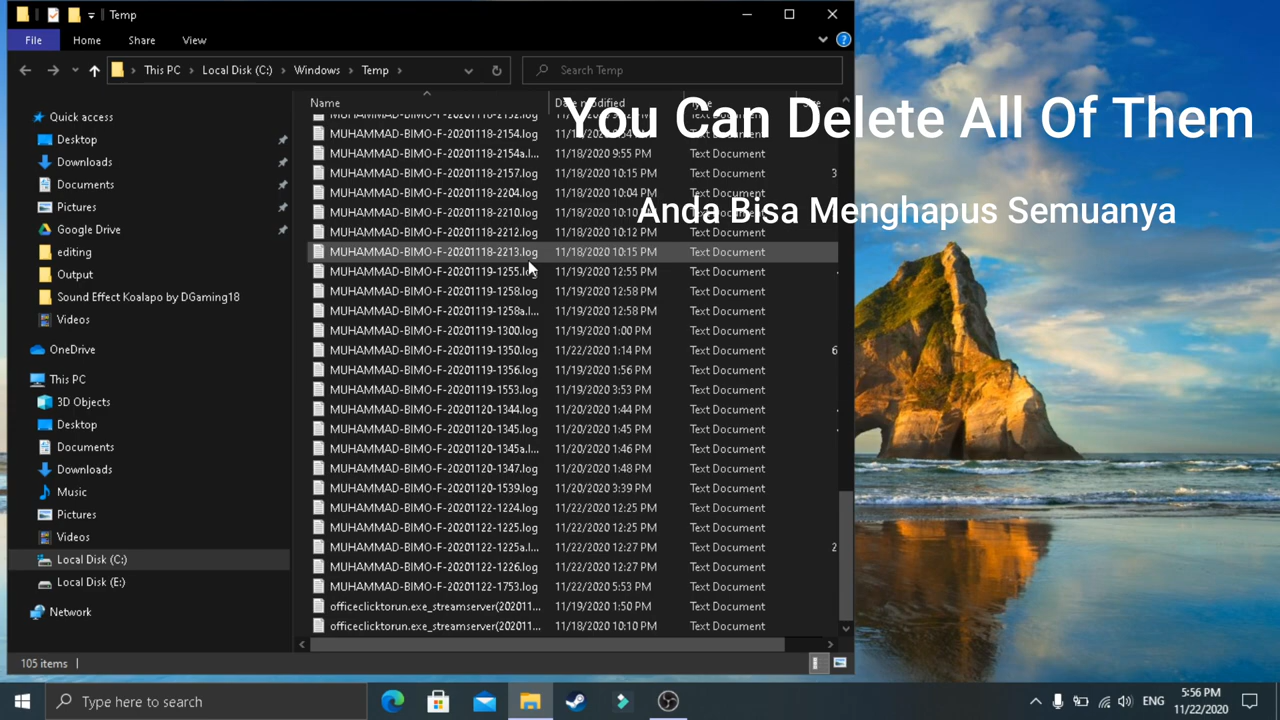 Temp
File Home Share View
This PC Local Disk (C:) Windows Temp
Search Temp
Name Date modified
You Can Delete All Of Them
Anda Bisa Menghapus Semuanya
Quick access
Desktop
Downloads
Documents
Pictures
Google Drive
editing
Output
Sound Effect Koalapo by DGaming18
Videos
OneDrive
This PC
3D Objects
Desktop
Documents
Downloads
Music
Pictures
Videos
Local Disk (C:)
Local Disk (E:)
Network
MUHAMMAD-BIMO-F-20201118-2154.log
MUHAMMAD-BIMO-F-20201118-2154a.l... 11/18/2020 9:55 PM Text Document
MUHAMMAD-BIMO-F-20201118-2157.log 11/18/2020 10:15 PM Text Document 3
MUHAMMAD-BIMO-F-20201118-2204.log 11/18/2020 10:04 PM Text Document
MUHAMMAD-BIMO-F-20201118-2210.log 11/18/2020 Text Document
MUHAMMAD-BIMO-F-20201118-2212.log 11/18/2020 10:12 PM Text Document
MUHAMMAD-BIMO-F-20201118-2213.log 11/18/2020 10:15 PM Text Document
MUHAMMAD-BIMO-F-20201119-1255.log 11/19/2020 12:55 PM Text Document
MUHAMMAD-BIMO-F-20201119-1258.log 11/19/2020 12:58 PM Text Document
MUHAMMAD-BIMO-F-20201119-1258a.l... 11/19/2020 12:58 PM Text Document
MUHAMMAD-BIMO-F-20201119-1300.log 11/19/2020 1:00 PM Text Document
MUHAMMAD-BIMO-F-20201119-1350.log 11/22/2020 1:14 PM Text Document 6
MUHAMMAD-BIMO-F-20201119-1356.log 11/19/2020 1:56 PM Text Document
MUHAMMAD-BIMO-F-20201119-1553.log 11/19/2020 3:53 PM Text Document
MUHAMMAD-BIMO-F-20201120-1344.log 11/20/2020 1:44 PM Text Document
MUHAMMAD-BIMO-F-20201120-1345.log 11/20/2020 1:45 PM Text Document
MUHAMMAD-BIMO-F-20201120-1345a.l... 11/20/2020 1:46 PM Text Document
MUHAMMAD-BIMO-F-20201120-1347.log 11/20/2020 1:48 PM Text Document
MUHAMMAD-BIMO-F-20201120-1539.log 11/20/2020 3:39 PM Text Document
MUHAMMAD-BIMO-F-20201122-1224.log 11/22/2020 12:25 PM Text Document
MUHAMMAD-BIMO-F-20201122-1225.log 11/22/2020 12:25 PM Text Document
MUHAMMAD-BIMO-F-20201122-1225a.l... 11/22/2020 12:27 PM Text Document 2
MUHAMMAD-BIMO-F-20201122-1226.log 11/22/2020 12:27 PM Text Document
MUHAMMAD-BIMO-F-20201122-1753.log 11/22/2020 5:53 PM Text Document
officeclicktorun.exe_streamserver(202011... 11/19/2020 1:50 PM Text Document
officeclicktorun.exe_streamserver(202011... 11/18/2020 10:10 PM Text Document
105 items
Type here to search
ENG
5:56 PM
11/22/2020